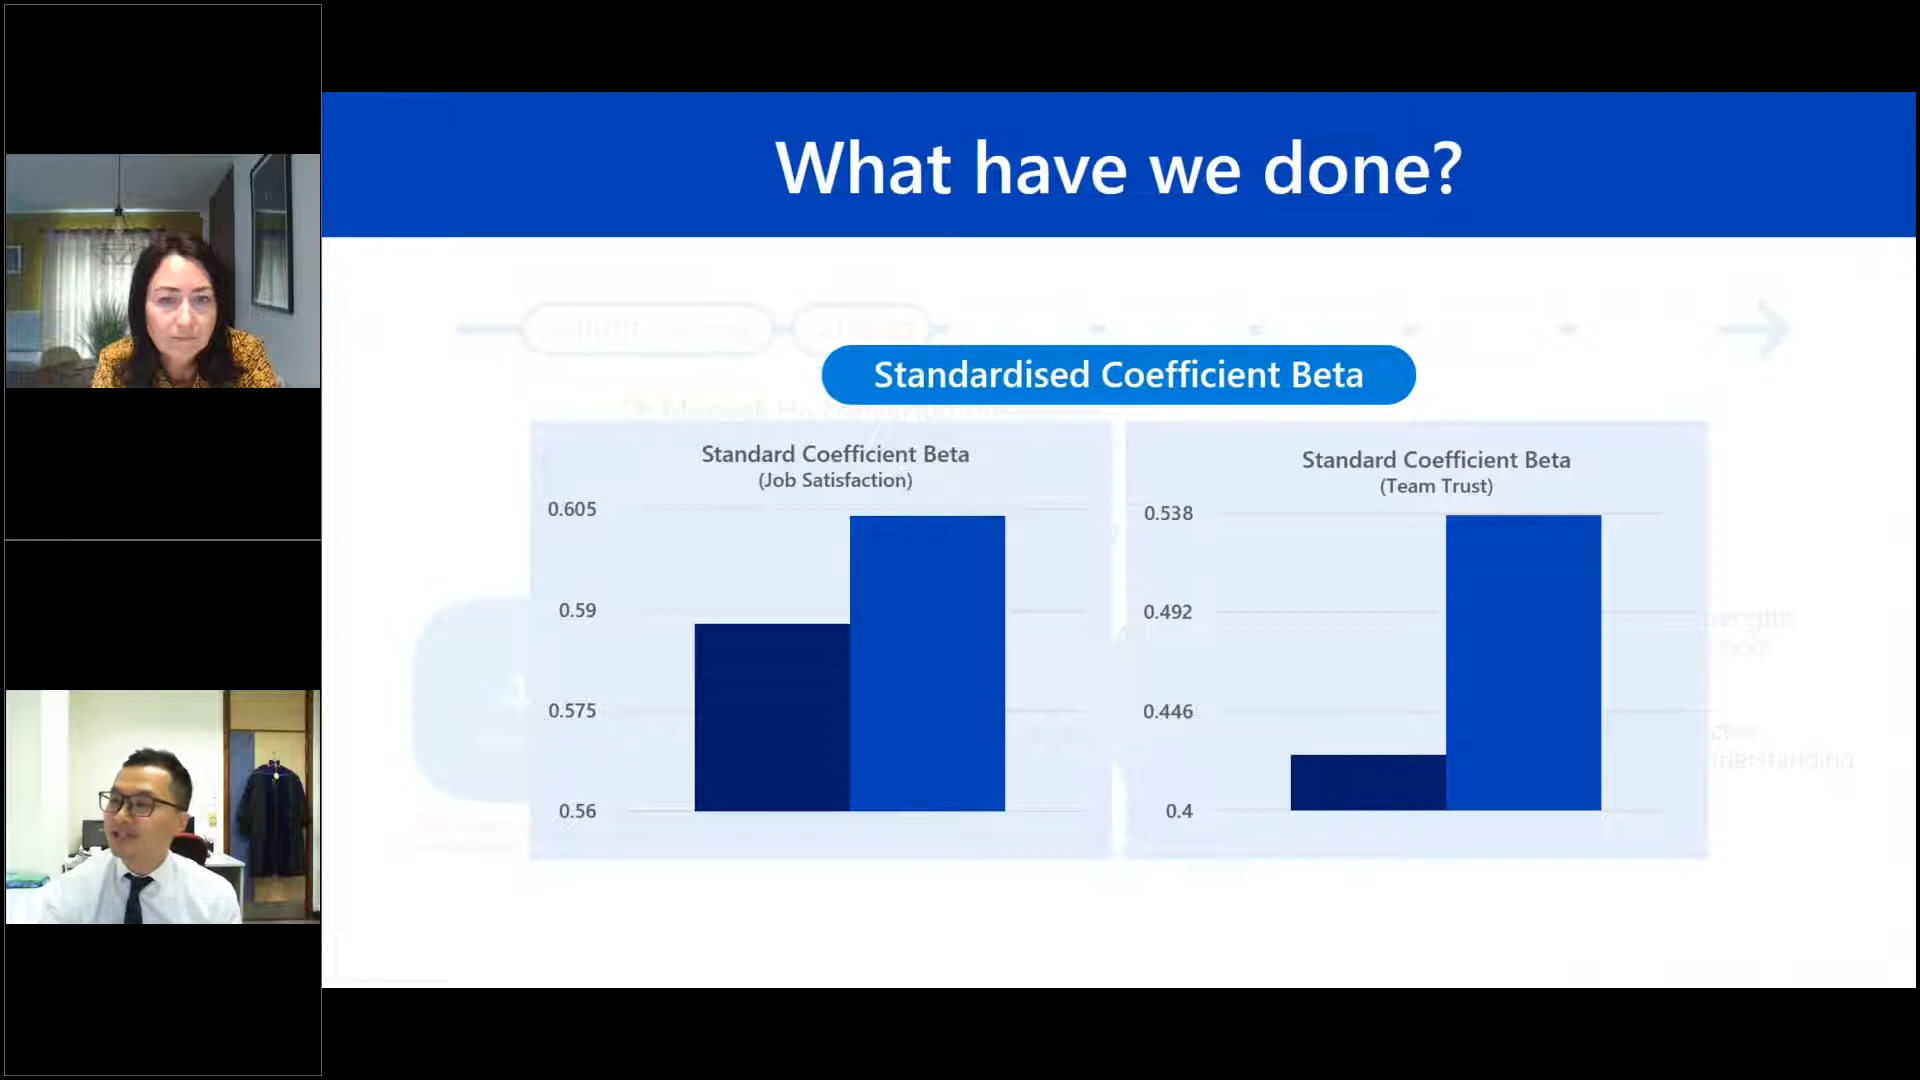 What have we done?
Standardised Coefficient Beta
Standard Coefficient Beta
(Job Satisfaction)
0.605
0.59
0.575
0.56
Standard Coefficient Beta
(Team Trust)
0.538
0.492
0.446
0.4